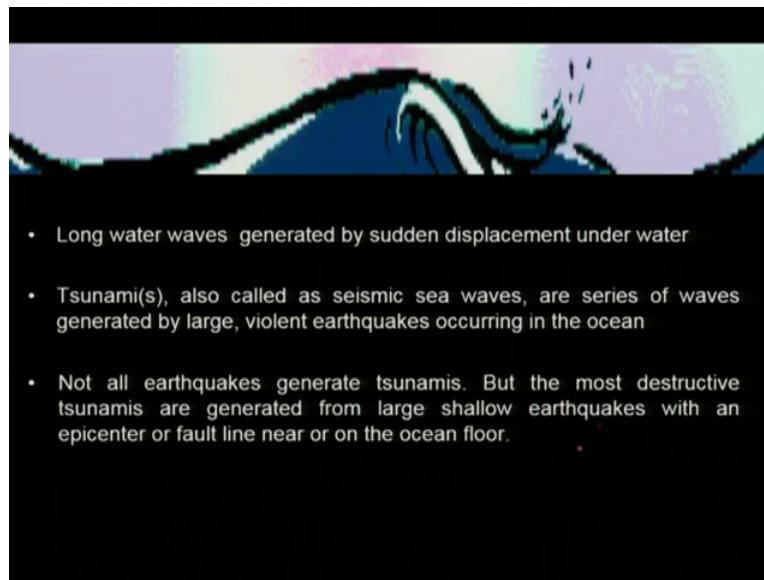 • Long water waves generated by sudden displacement under water
• Tsunami(s), also called as seismic sea waves, are series of waves
generated by large, violent earthquakes occurring in the ocean
• Not all earthquakes generate tsunamis. But the most destructive
tsunamis are generated from large shallow earthquakes with an
epicenter or fault line near or on the ocean floor.